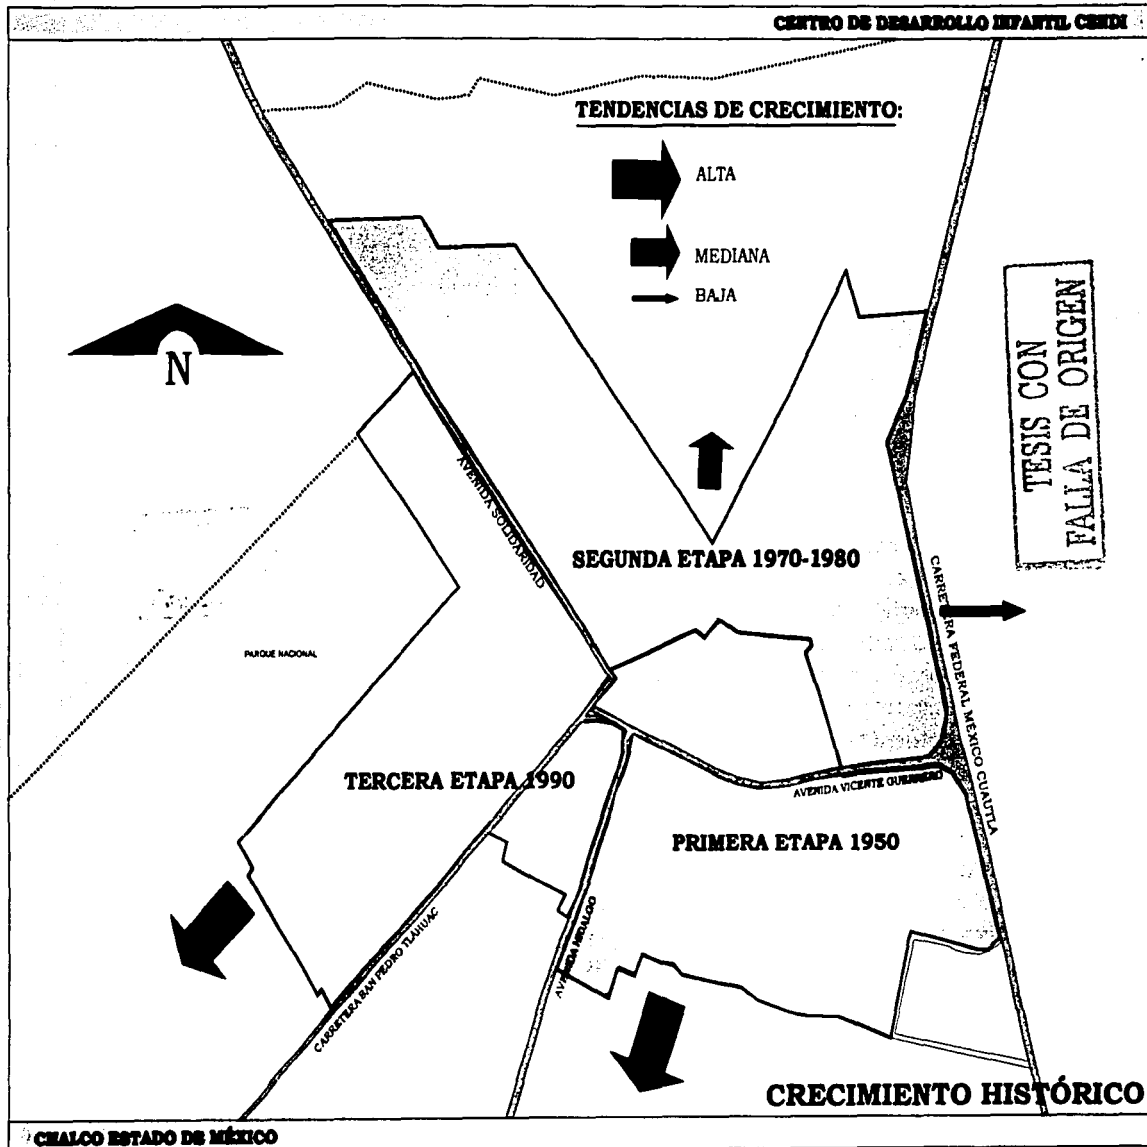 CENTRO DE DESARROLLO INFANTIL CENDI
TENDENCIAS DE CRECIMIENTO:
ALTA
MEDIANA
BAJA
N
TESIS CON
FALLA DE ORIGEN
AVENIDA SOLIDARIDAD
SEGUNDA ETAPA 1970-1980
CARRETERA FEDERAL MÉXICO CUAUTLA
PARQUE NACIONAL
TERCERA ETAPA 1990
AVENIDA VICENTE GUERRERO
PRIMERA ETAPA 1950
AVENIDA HIDALGO
CARRETERA SAN PEDRO TLAHUAC
CRECIMIENTO HISTÓRICO
CHALCO ESTADO DE MÉXICO